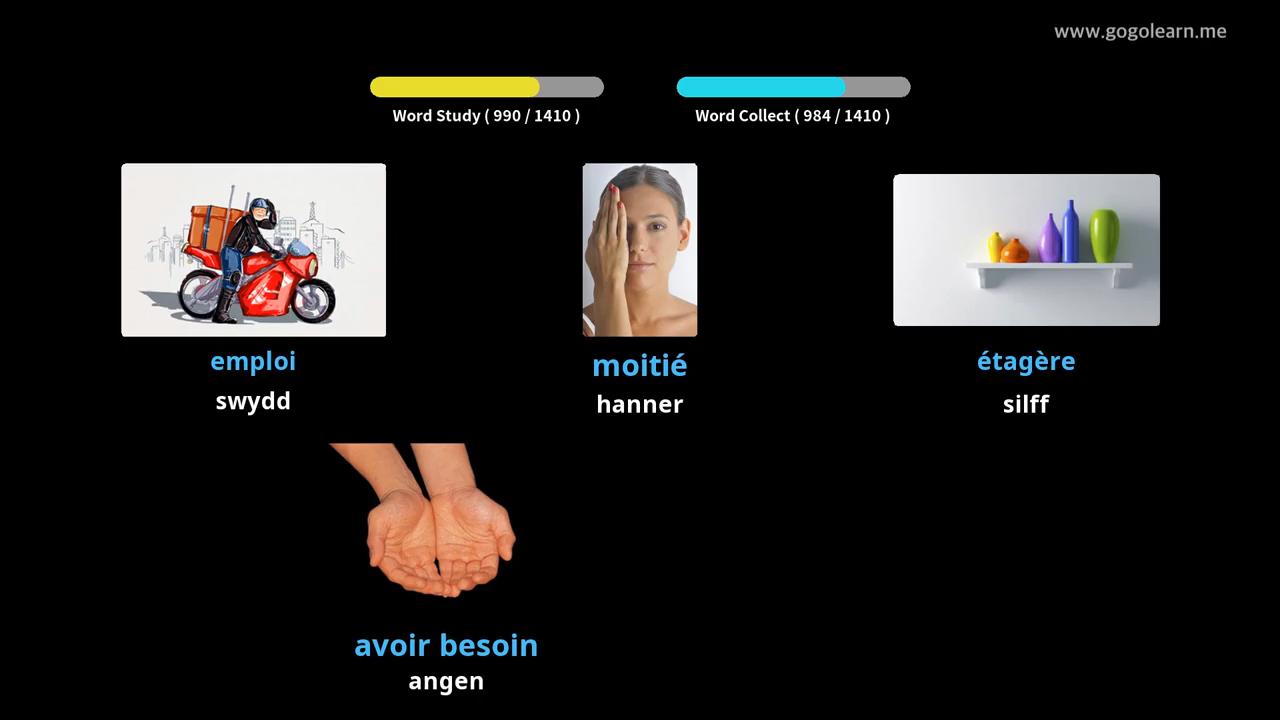 www.gogolearn.me
Word Study ( 990 / 1410 )
Word Collect ( 984 / 1410 )
emploi
swydd
moitié
hanner
étagère
silff
avoir besoin
angen